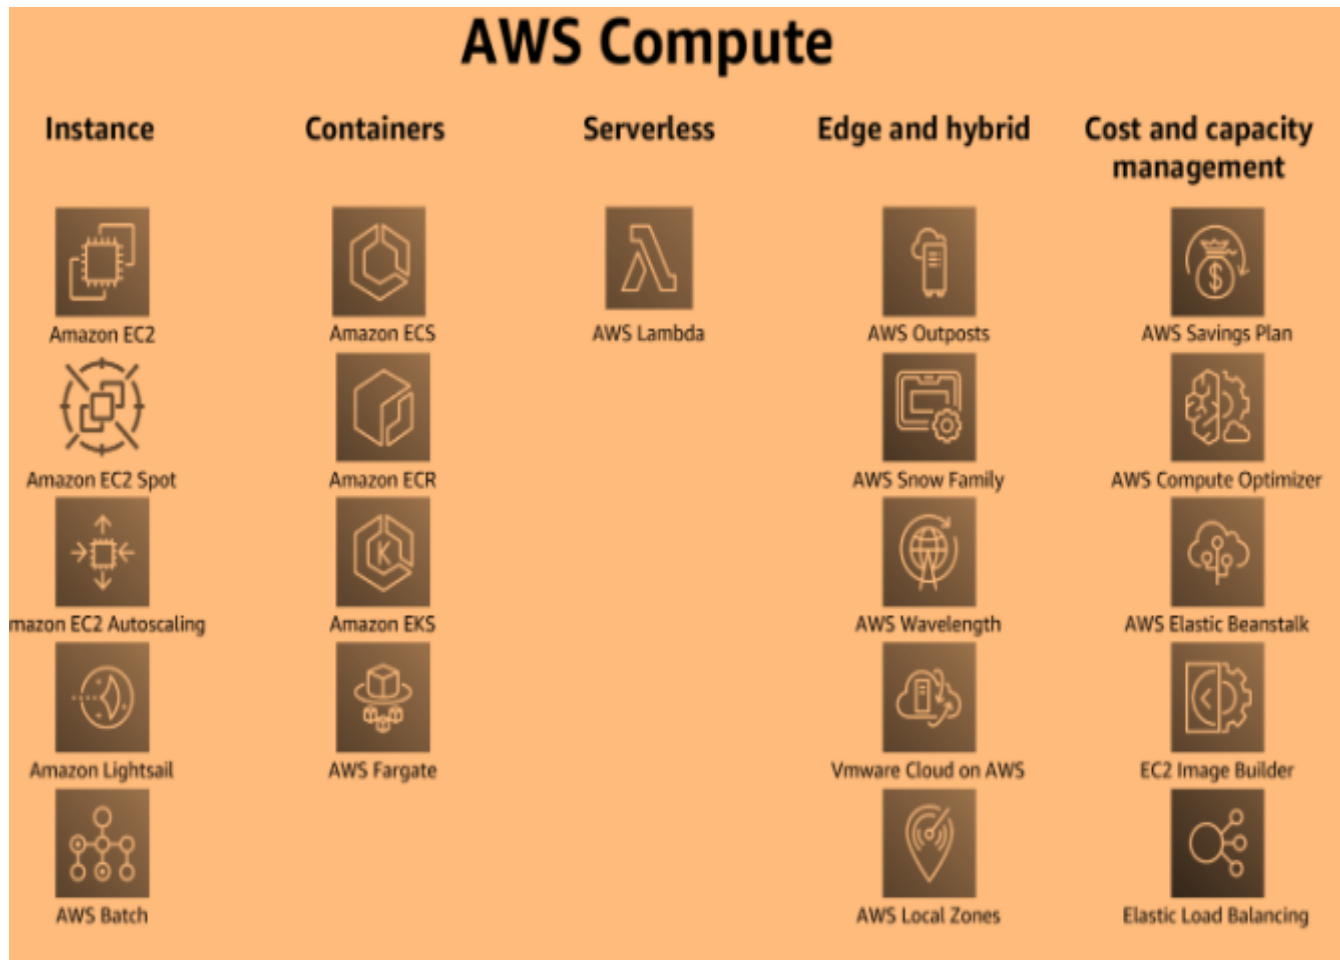 AWS Compute
Instance
Containers
Serverless
Edge and hybrid
Cost and capacity
management
Amazon EC2
Amazon ECS
AWS Lambda
AWS Outposts
AWS Savings Plan
Amazon EC2 Spot
Amazon ECR
AWS Snow Family
AWS Compute Optimizer
mazon EC2 Autoscaling
K
Amazon EKS
AWS Wavelength
AWS Elastic Beanstalk
Amazon Lightsail
AWS Fargate
Vmware Cloud on AWS
EC2 Image Builder
AWS Batch
AWS Local Zones
Elastic Load Balancing